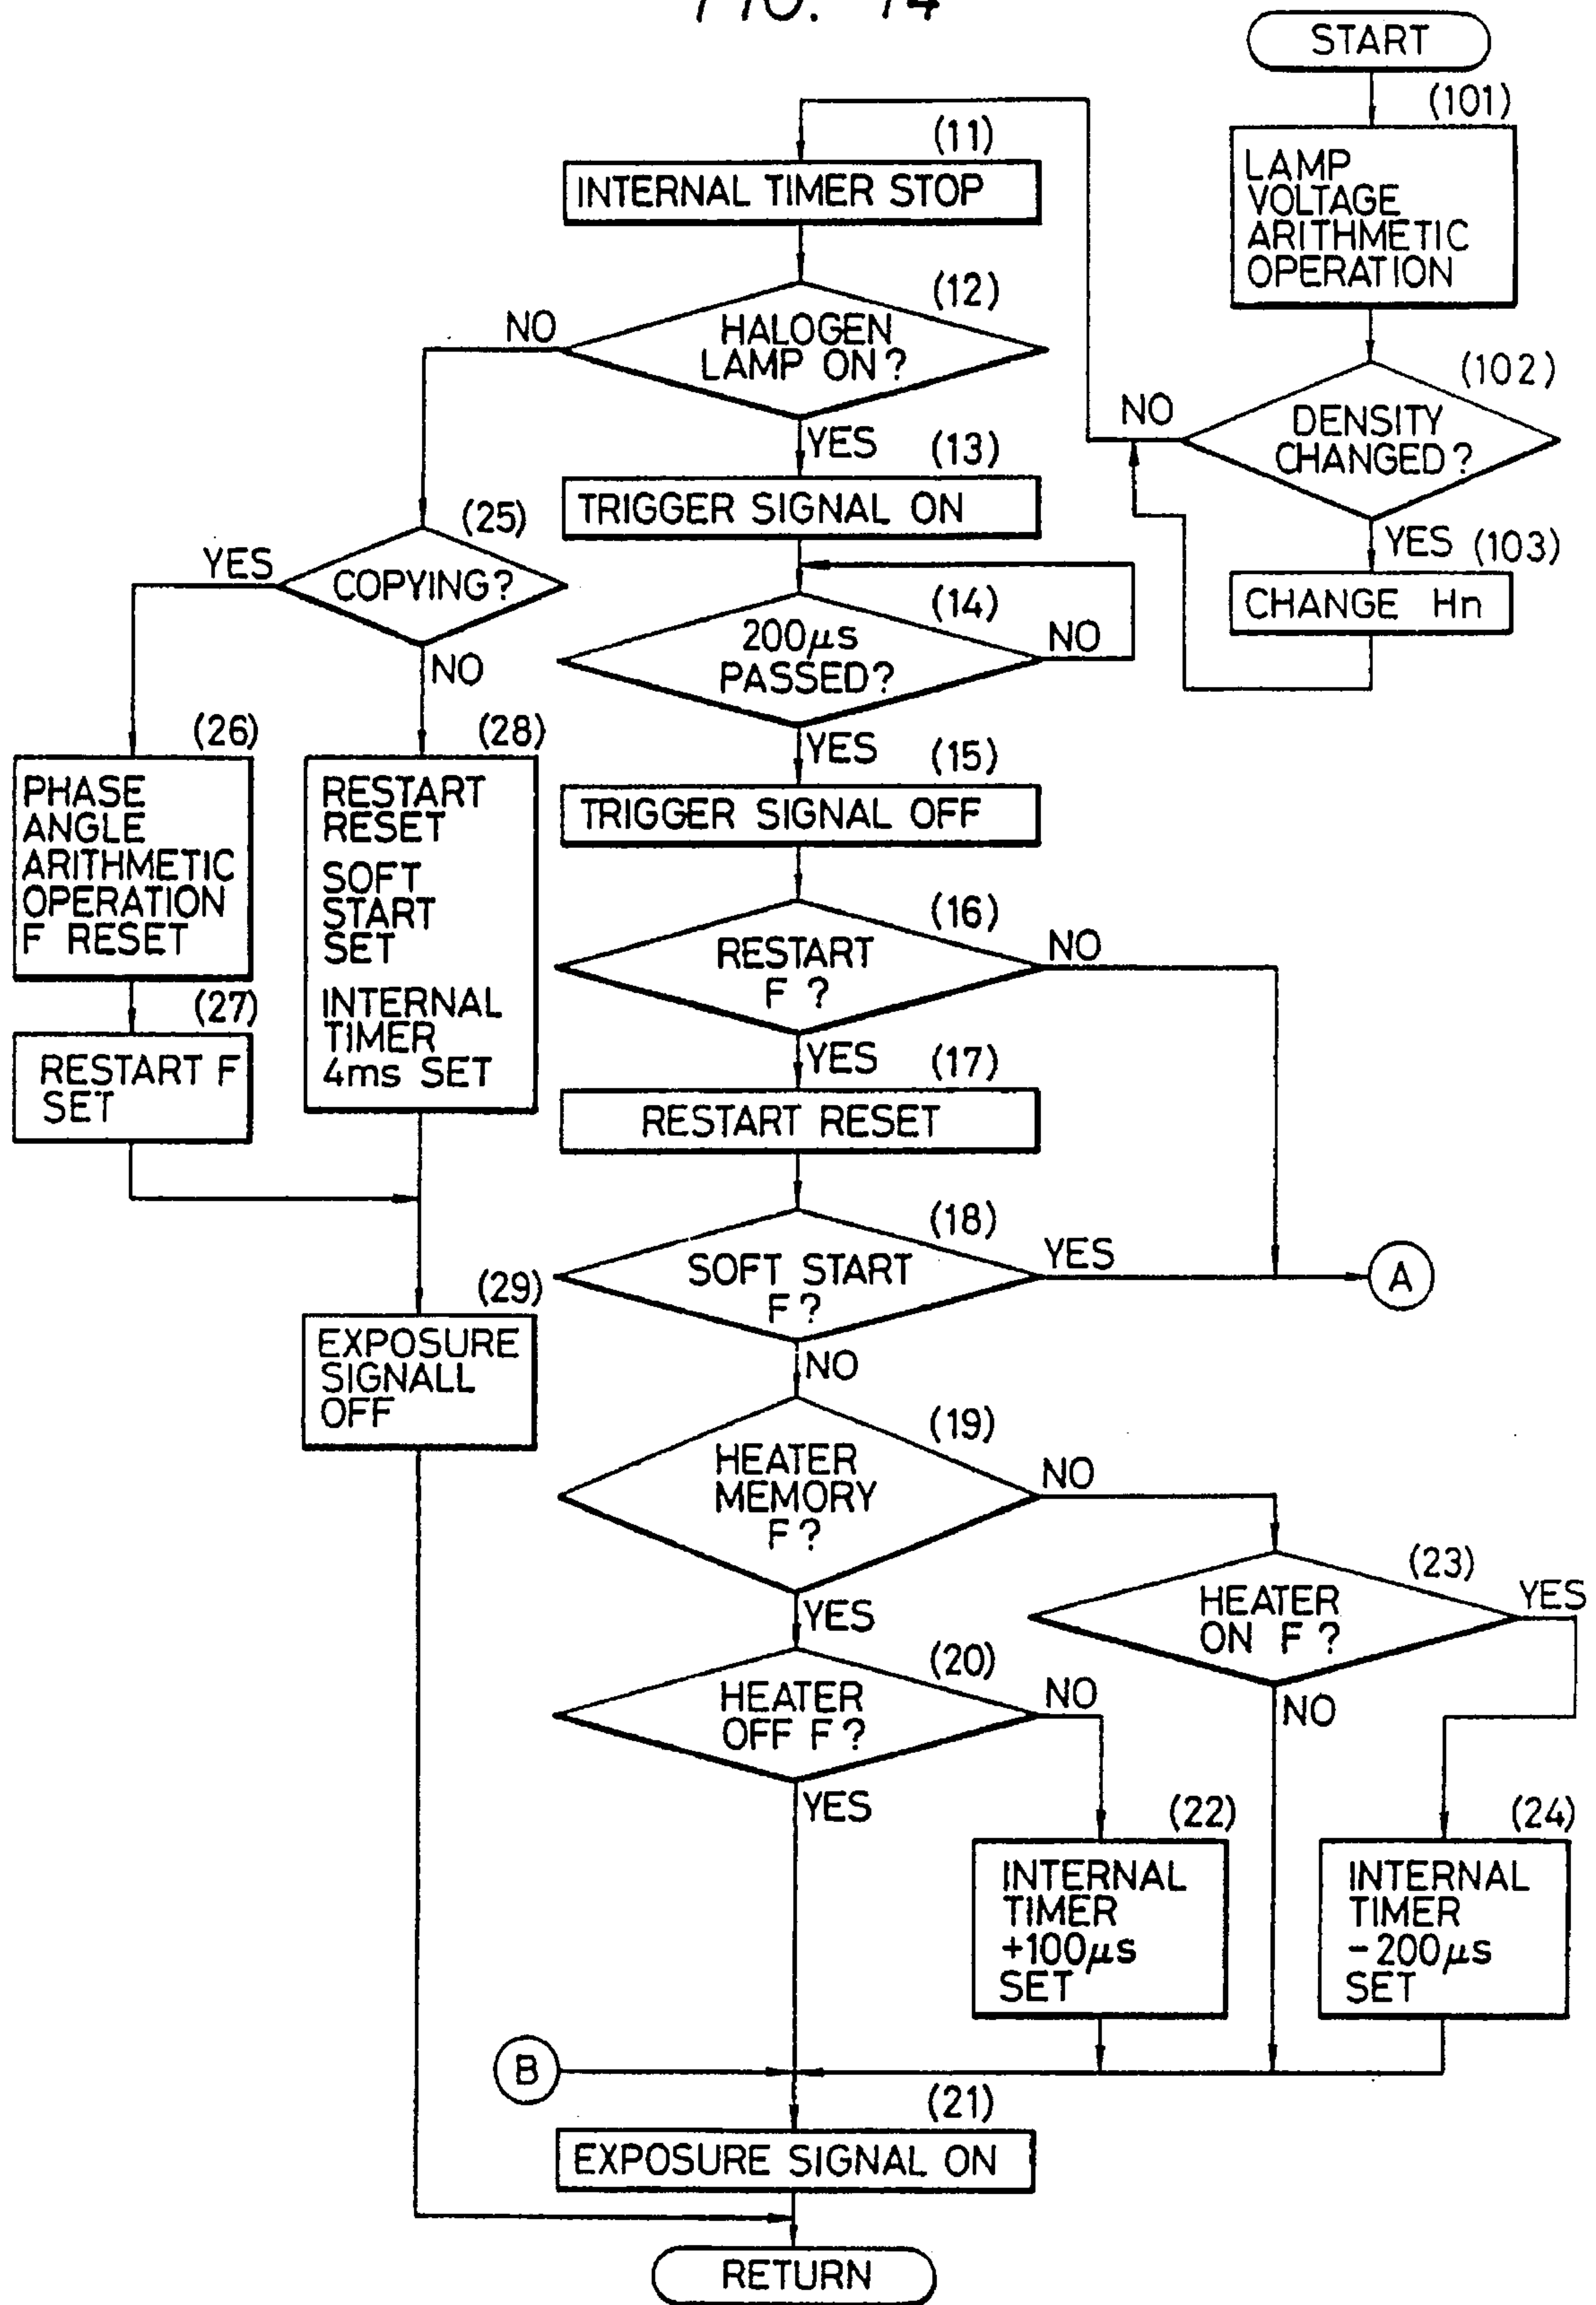 FIG. 14
START
(101)
LAMP
VOLTAGE
ARITHMETIC
OPERATION
(102)
DENSITY
CHANGED?
NO
YES
(103)
CHANGE Hn
(11)
INTERNAL TIMER STOP
(12)
HALOGEN
LAMP ON?
NO
YES
(13)
TRIGGER SIGNAL ON
(14)
200μs
PASSED?
NO
YES
(15)
TRIGGER SIGNAL OFF
(16)
RESTART
F?
NO
YES
(17)
RESTART RESET
(18)
SOFT START
F?
YES
A
NO
(19)
HEATER
MEMORY
F?
NO
YES
(20)
HEATER
OFF F?
NO
YES
(22)
INTERNAL
TIMER
+100μs
SET
(23)
HEATER
ON F?
YES
NO
(24)
INTERNAL
TIMER
-200μs
SET
(25)
COPYING?
YES
NO
(26)
PHASE
ANGLE
ARITHMETIC
OPERATION
F RESET
(27)
RESTART F
SET
(28)
RESTART
RESET
SOFT
START
SET
INTERNAL
TIMER
4ms SET
(29)
EXPOSURE
SIGNALL
OFF
B
(21)
EXPOSURE SIGNAL ON
RETURN